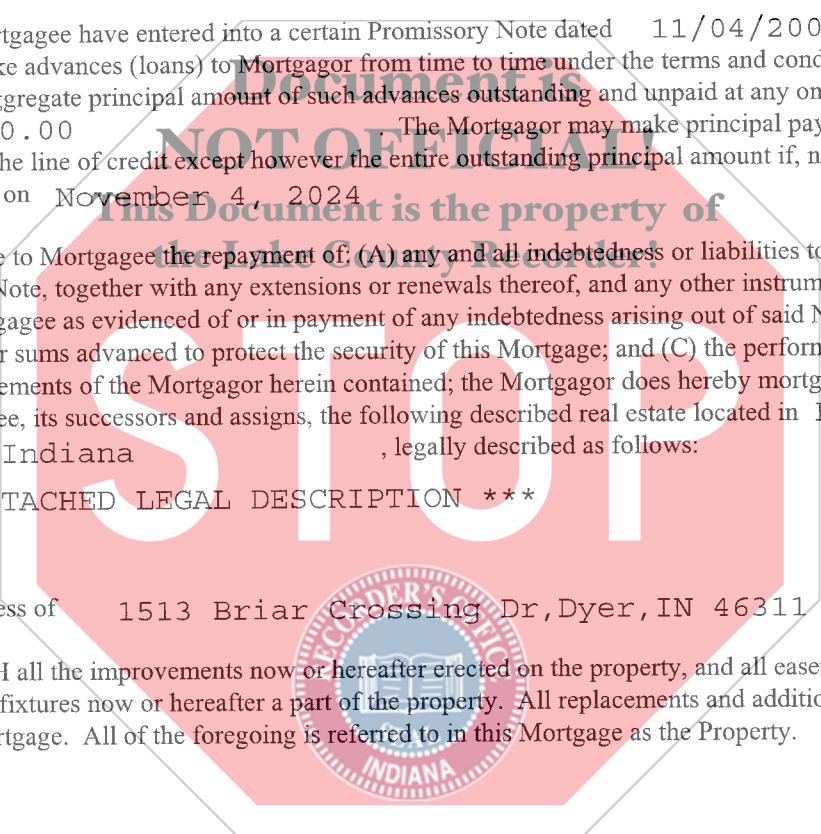 rtgagee have entered into a certain Promissory Note dated 11/04/200
ke advances (loans) to Mortgagor from time to time under the terms and cond
Document is
ggregate principal amount of such advances outstanding and unpaid at any on
0.00 . The Mortgagor may make principal pay
NOT OFFICIAL!
he line of credit except however the entire outstanding principal amount if, n
on November 4, 2024
This Document is the property of
the Lake County Recorder!
e to Mortgagee the repayment of: (A) any and all indebtedness or liabilities to
Note, together with any extensions or renewals thereof, and any other instrum
gagee as evidenced of or in payment of any indebtedness arising out of said N
r sums advanced to protect the security of this Mortgage; and (C) the perform
STOP
ements of the Mortgagor herein contained; the Mortgagor does hereby mortg
ee, its successors and assigns, the following described real estate located in
Indiana , legally described as follows:
TACHED LEGAL DESCRIPTION ***
ess of 1513 Briar Crossing Dr,Dyer,IN 46311
RECORDER'S OFFICE
H all the improvements now or hereafter erected on the property, and all ease
fixtures now or hereafter a part of the property. All replacements and additio
rtgage. All of the foregoing is referred to in this Mortgage as the Property.
SEAL
INDIANA